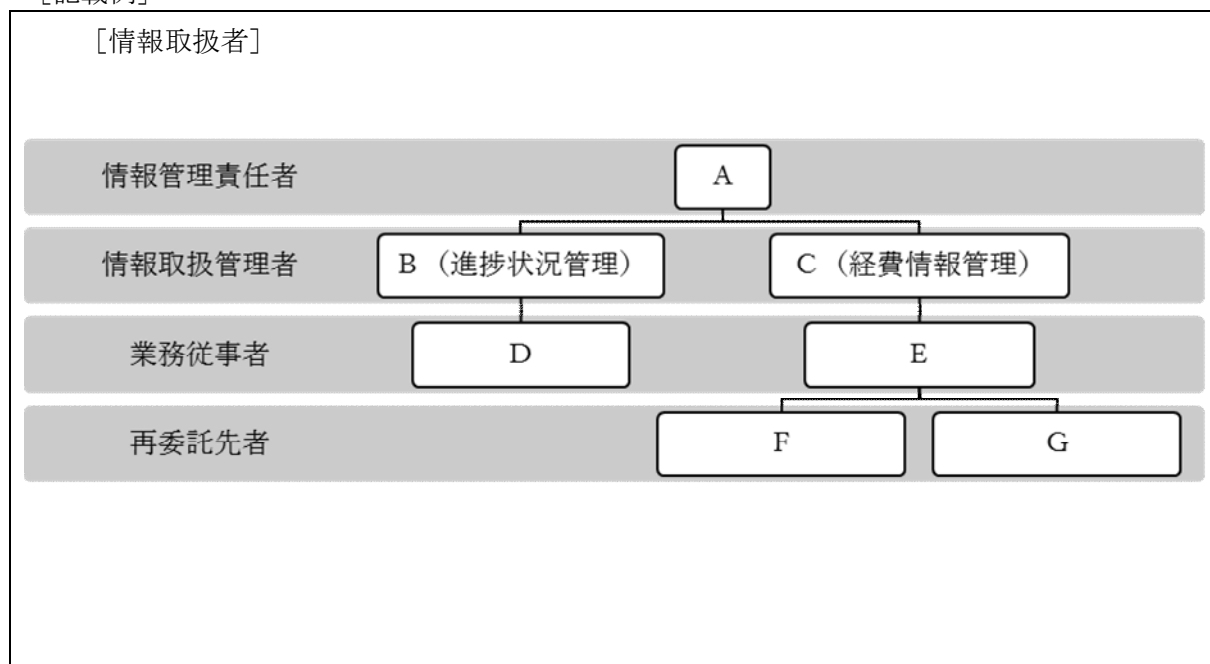 ［記載例］
［情報取扱者］
情報管理責任者 A
情報取扱管理者 B （進捗状況管理） C （経費情報管理）
業務従事者 D E
再委託先者 F G